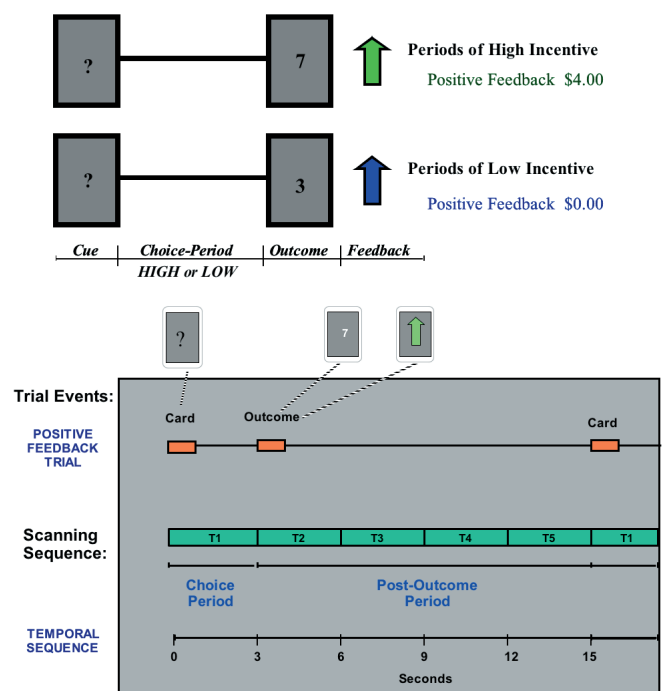 ?
7
Periods of High Incentive
Positive Feedback $4.00
?
3
Periods of Low Incentive
Positive Feedback $0.00
Cue Choice-Period Outcome Feedback
HIGH or LOW
?
7
Trial Events:
Card
Outcome
Card
POSITIVE
FEEDBACK
TRIAL
Scanning
Sequence:
T1 T2 T3 T4 T5 T1
Choice
Period
Post-Outcome
Period
TEMPORAL
SEQUENCE
0 3 6 9 12 15
Seconds